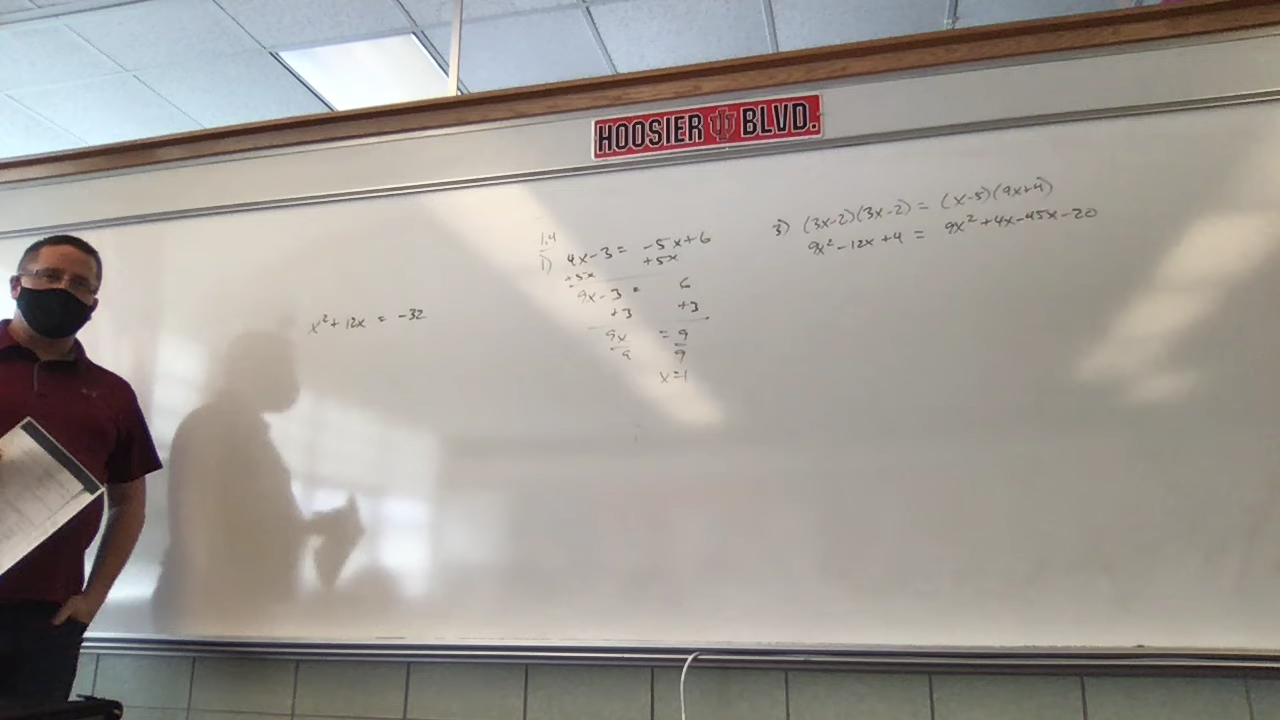 HOOSIER BLVD.
x² + 12x = -32
1.4
1) 4x - 3 = -5x + 6
+5x +5x
9x - 3 = 6
+3 +3
9x = 9
9 9
x = 1
3) (3x-2)(3x-2) = (x-5)(9x+4)
9x² - 12x + 4 = 9x² + 4x - 45x - 20